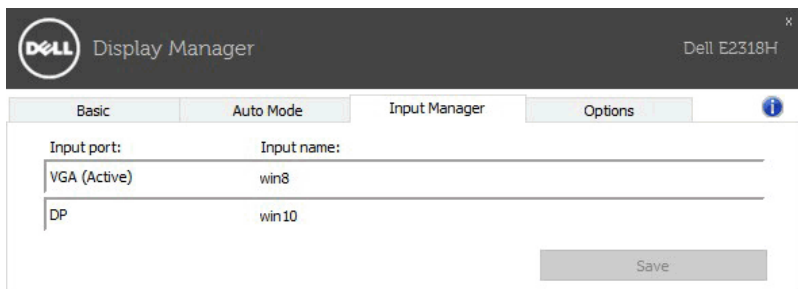 DELL Display Manager Dell E2318H
x
Basic Auto Mode Input Manager Options i
Input port: Input name:
VGA (Active) win8
DP win10
Save